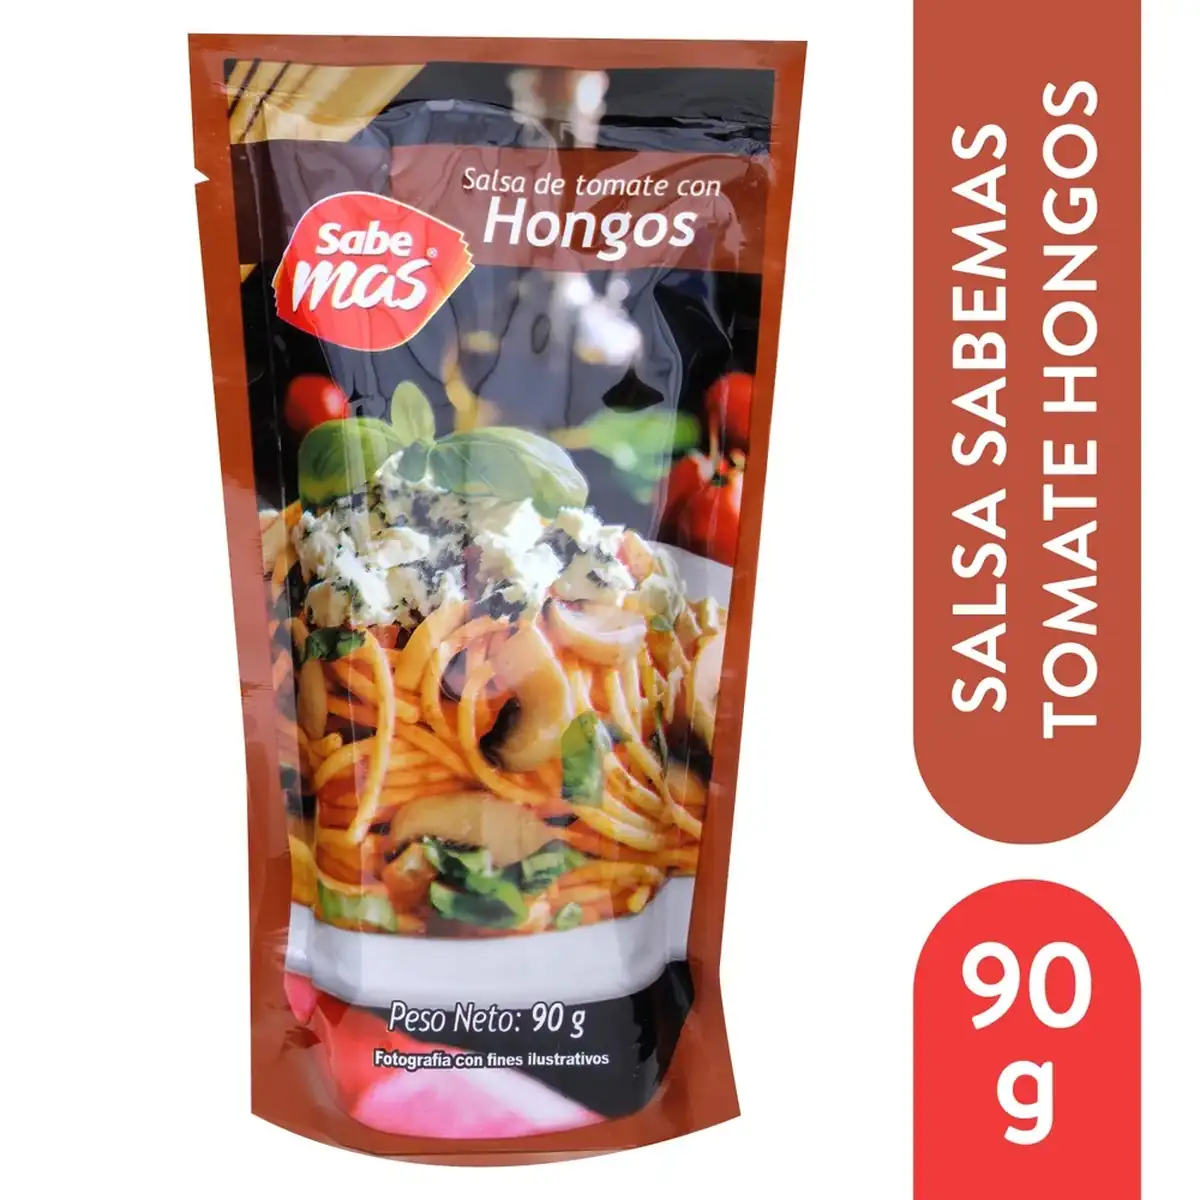 Salsa de tomate con
Hongos
Sabe
mas®
Peso Neto: 90 g
Fotografía con fines ilustrativos
SALSA SABEMAS
TOMATE HONGOS
90
g